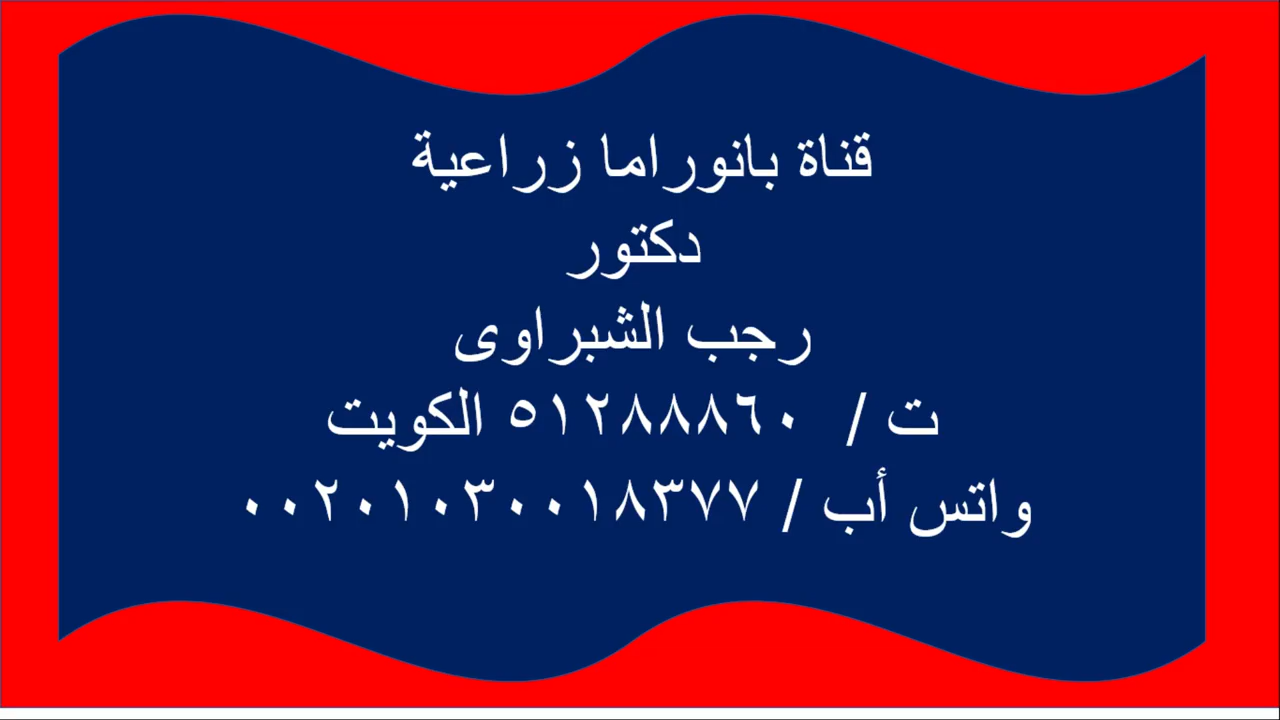 قناة بانوراما زراعية
دكتور
رجب الشبراوى
ت / ٥١٢٨٨٨٦٠ الكويت
واتس أب / ٠٠٢٠١٠٣٠٠١٨٣٧٧